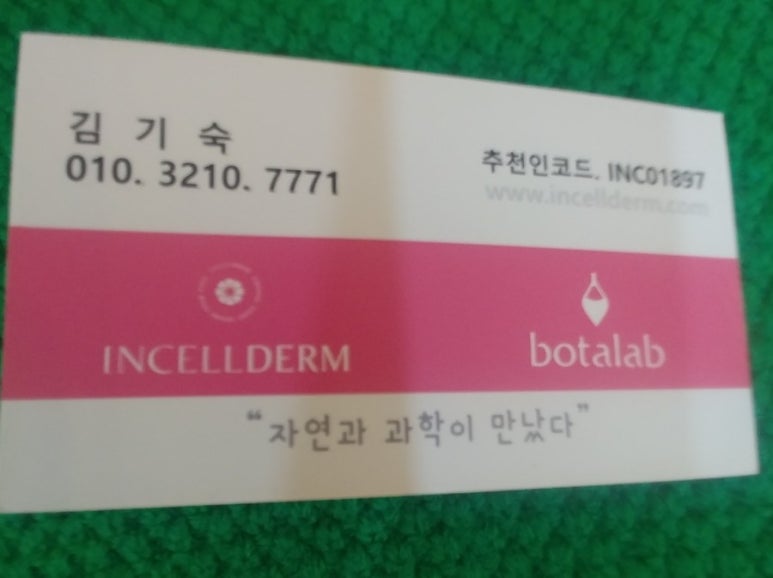 김 기 숙
010. 3210. 7771
추천인코드. INC01897
www.incellderm.com
INCELLDERM
botalab
“자연과 과학이 만났다”